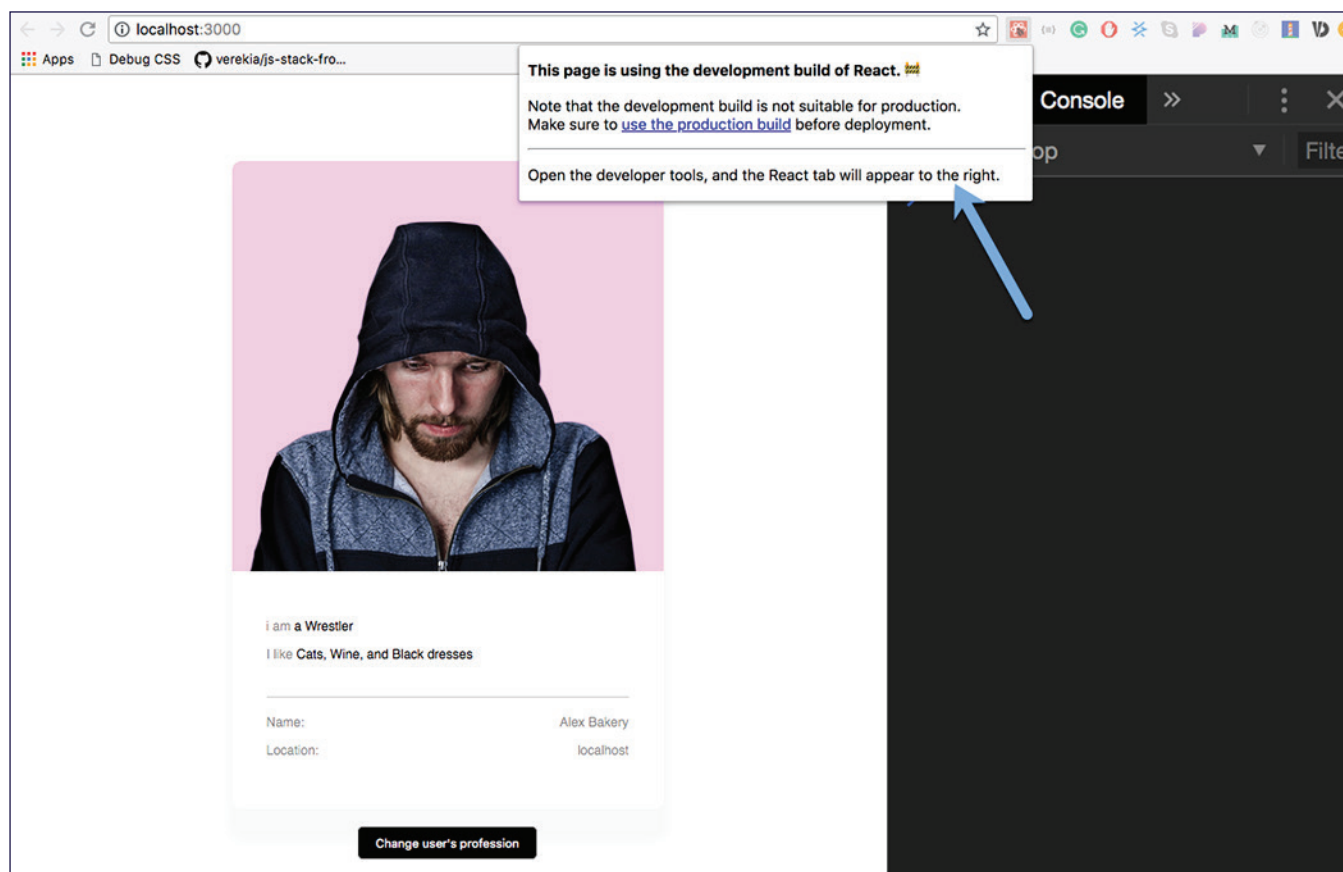 localhost:3000
Apps Debug CSS verekia/js-stack-fro...
This page is using the development build of React. 🚧
Note that the development build is not suitable for production.
Make sure to use the production build before deployment.
Open the developer tools, and the React tab will appear to the right.
Console »
op Filte
i am a Wrestler
I like Cats, Wine, and Black dresses
Name: Alex Bakery
Location: localhost
Change user's profession